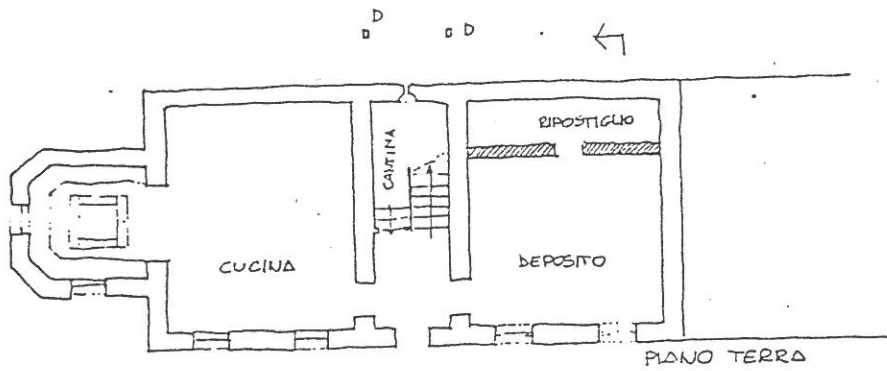 D
D
RIPOSTIGLIO
CANTINA
CUCINA
DEPOSITO
PIANO TERRA